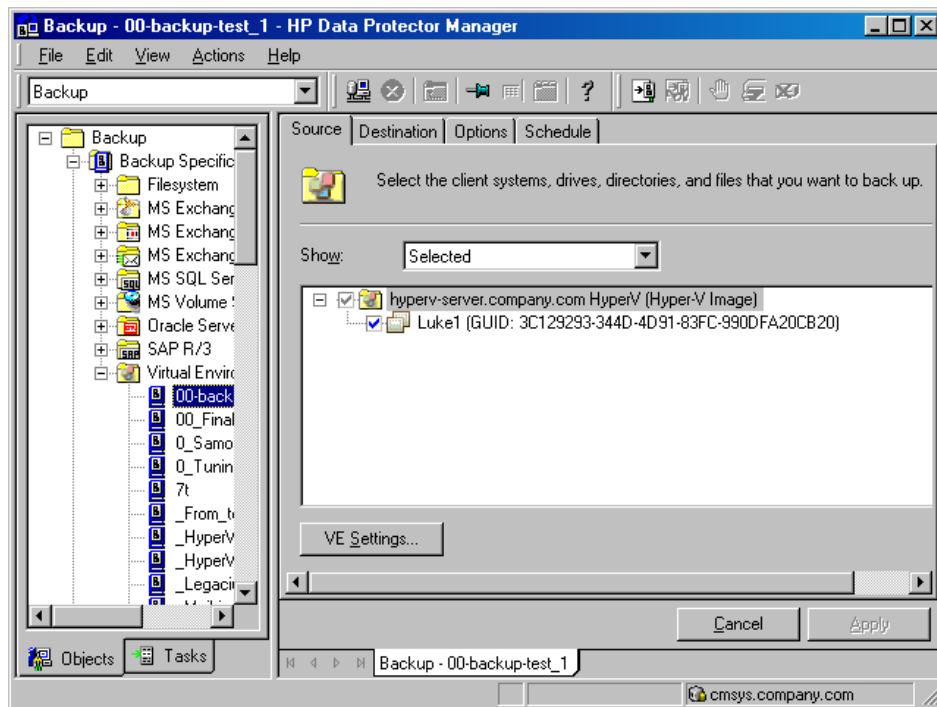 Backup - 00-backup-test_1 - HP Data Protector Manager
File Edit View Actions Help
Backup
Backup
Backup Specific
Filesystem
MS Exchang
MS Exchang
MS Exchang
MS SQL Ser
MS Volume
Oracle Serve
SAP R/3
Virtual Enviro
00-back
00_Final
0_Samo
0_Tunin
7t
_From_t
_HyperV
_HyperV
_Legaci
Objects Tasks
Source Destination Options Schedule
Select the client systems, drives, directories, and files that you want to back up.
Show: Selected
hyperv-server.company.com HyperV (Hyper-V Image)
Luke1 (GUID: 3C129293-344D-4D91-83FC-990DFA20CB20)
VE Settings...
Cancel Apply
Backup - 00-backup-test_1
cmsys.company.com